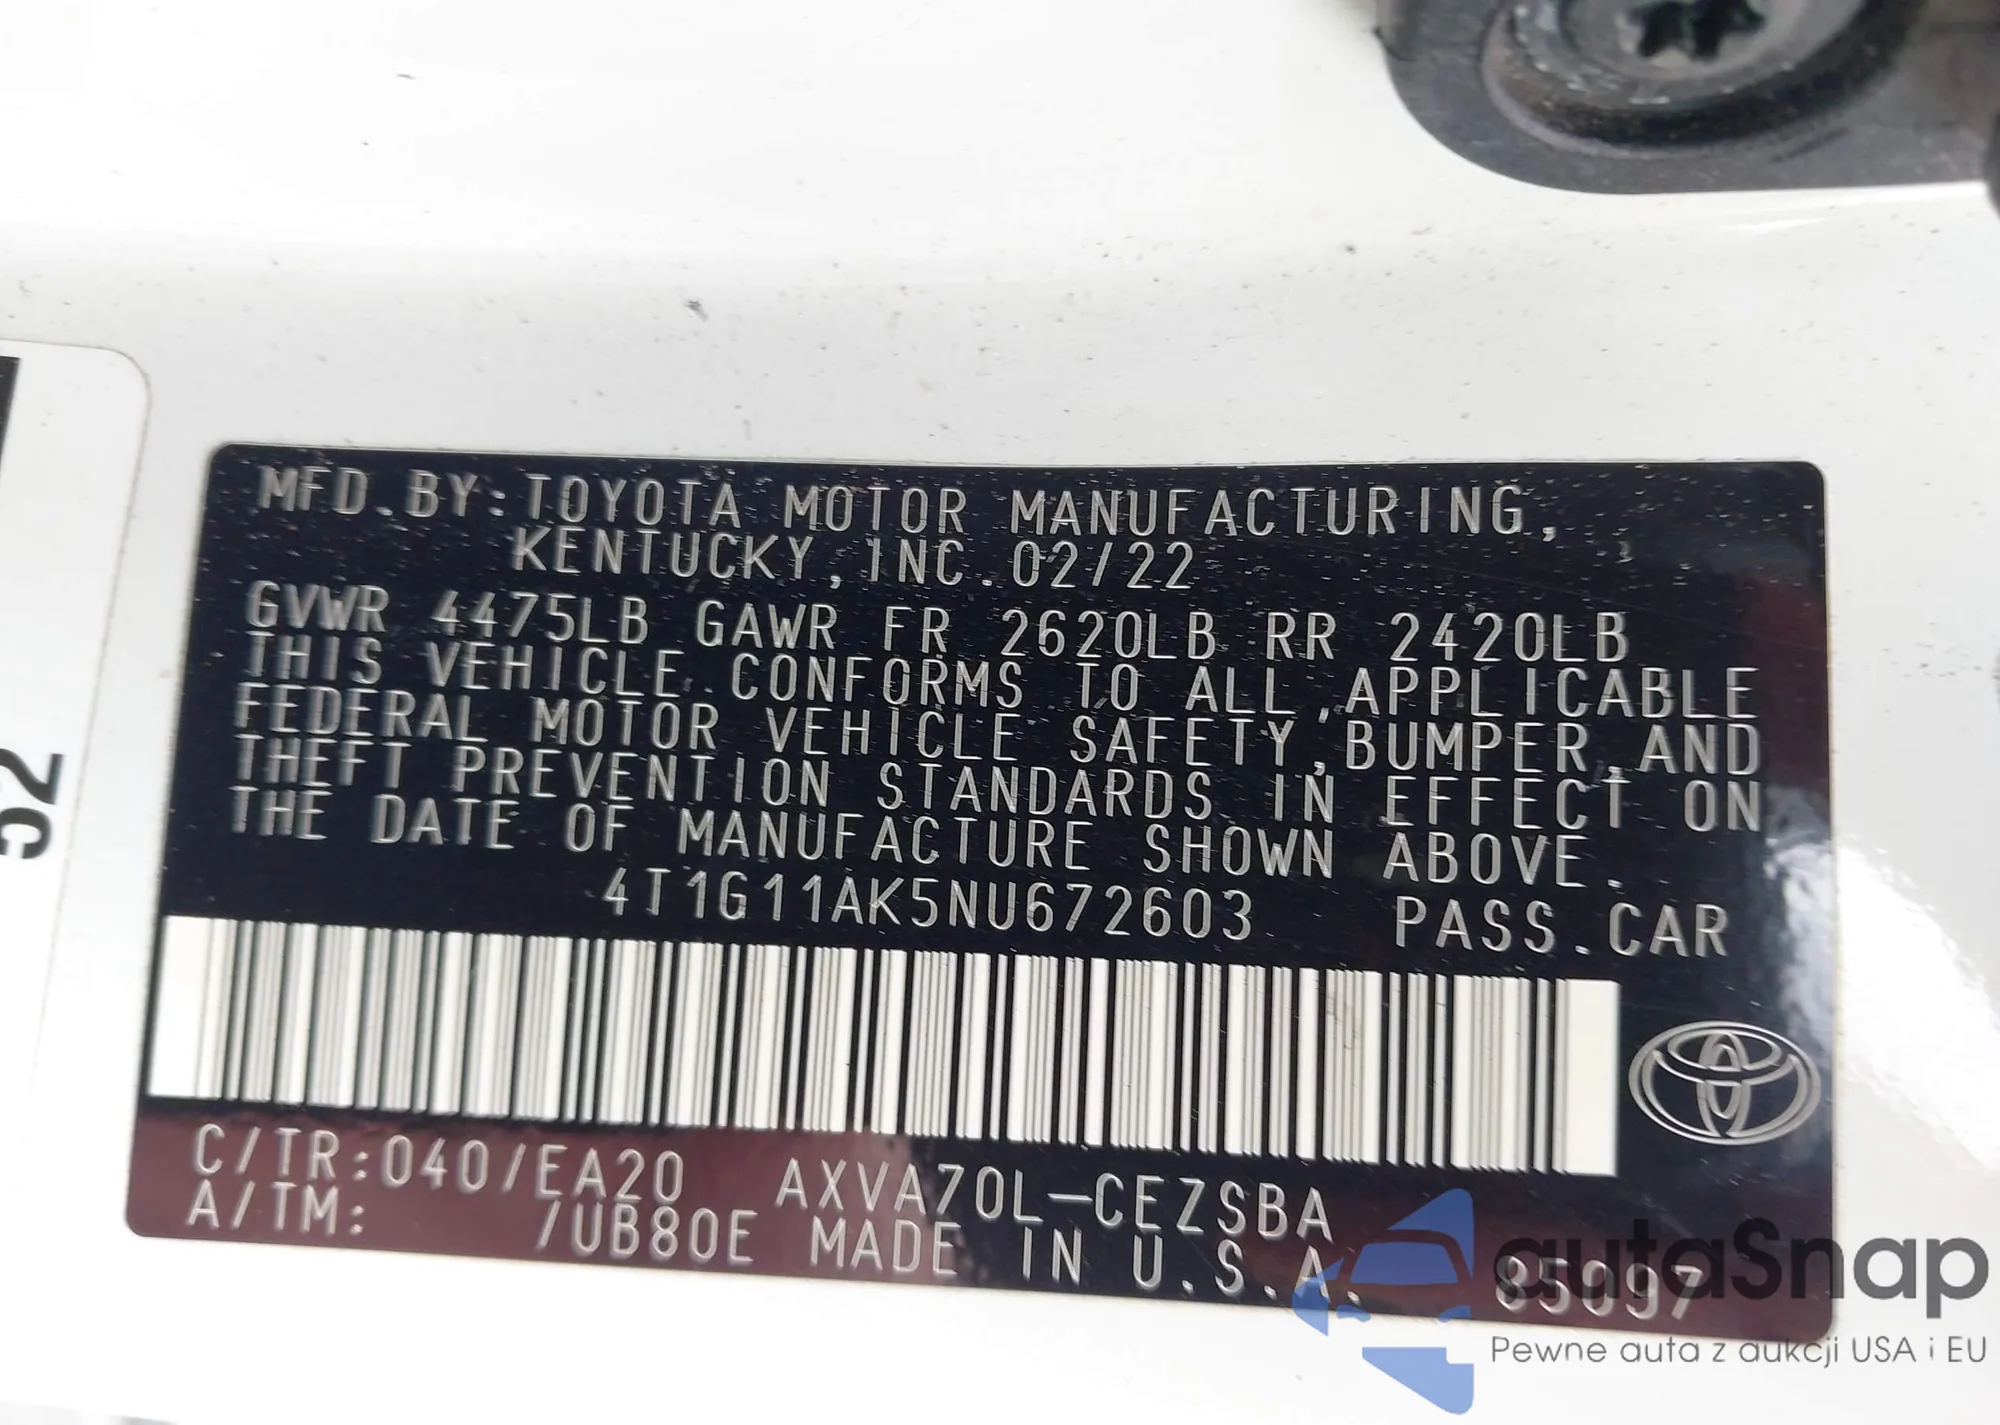 MFD.BY:TOYOTA MOTOR MANUFACTURING,
KENTUCKY,INC.02/22
GVWR 4475LB GAWR FR 2620LB RR 2420LB
THIS VEHICLE CONFORMS TO ALL APPLICABLE
FEDERAL MOTOR VEHICLE SAFETY,BUMPER,AND
THEFT PREVENTION STANDARDS IN EFFECT ON
THE DATE OF MANUFACTURE SHOWN ABOVE.
4T1G11AK5NU672603 PASS.CAR
C/TR:040/EA20 AXVA70L-CEZSBA
A/TM: /UB80E MADE IN U.S.A. 85097
52
autaSnap
Pewne auta z aukcji USA i EU